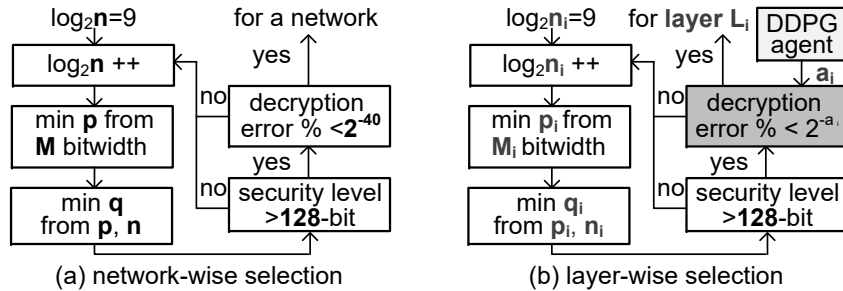 log₂n=9
for a network
log₂n ++
yes
no
min p from
M bitwidth
decryption
error % <2⁻⁴⁰
yes
no
min q
from p, n
security level
>128-bit
(a) network-wise selection
log₂nᵢ=9
for layer Lᵢ
DDPG
agent
log₂nᵢ ++
yes
aᵢ
no
min pᵢ from
Mᵢ bitwidth
decryption
error % < 2⁻ᵃⁱ
yes
no
min qᵢ
from pᵢ, nᵢ
security level
>128-bit
(b) layer-wise selection